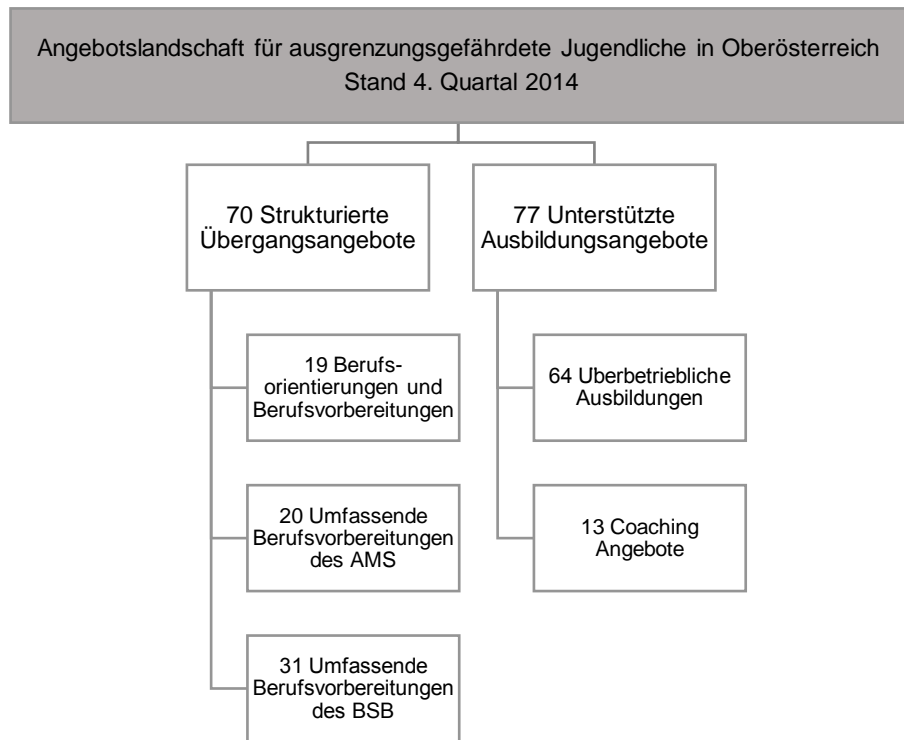 Angebotslandschaft für ausgrenzungsgefährdete Jugendliche in Oberösterreich
Stand 4. Quartal 2014
70 Strukturierte
Übergangsangebote
19 Berufs-
orientierungen und
Berufsvorbereitungen
20 Umfassende
Berufsvorbereitungen
des AMS
31 Umfassende
Berufsvorbereitungen
des BSB
77 Unterstützte
Ausbildungsangebote
64 Überbetriebliche
Ausbildungen
13 Coaching
Angebote